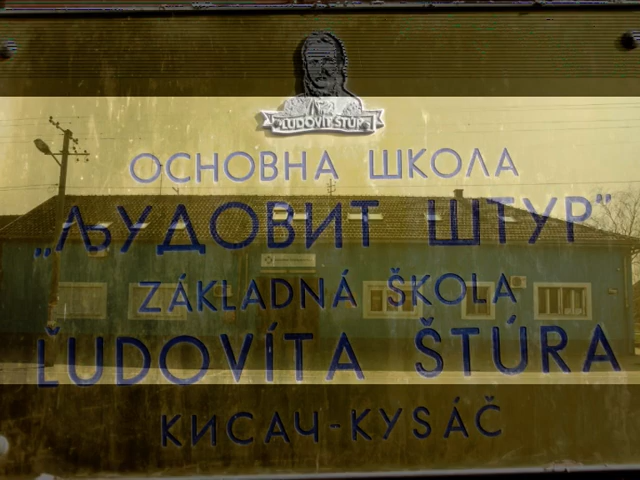 ĽUDOVÍT ŠTÚR
ОСНОВНА ШКОЛА
„ЉУДОВИТ ШТУР”
ZÁKLADNÁ ŠKOLA
ĽUDOVÍTA ŠTÚRA
КИСАЧ-KYSÁČ